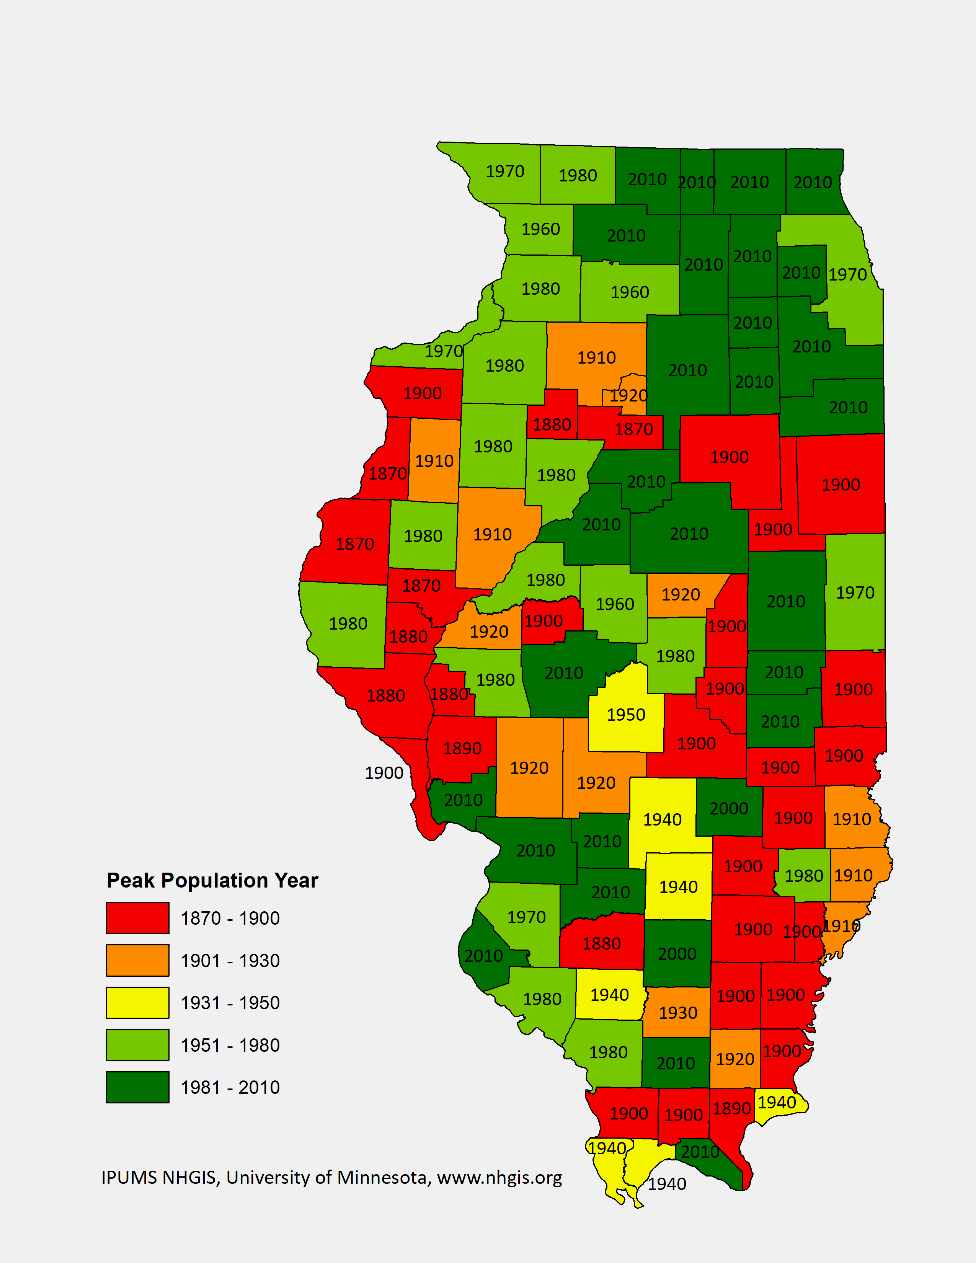 1970 1980 2010 2010 2010 2010
1960 2010 2010 2010 2010 1970
1980 1960
2010
1970 1980 1910 2010 2010 2010
1900 1920 2010
1880 1870
1870 1910 1980 1980 2010 1900 1900
1870 1980 1910 2010 2010 1900
1870 1980 1960 1920 2010 1970
1980 1880 1920 1900 1900
1980
1880 1880 1980 2010 1900 2010 1900
1950 2010
1890 1900 1900
1900 1920 1920 1900
2010 1940 2000 1900 1910
2010 2010
2010 1940 1900 1980 1910
1970 1900 1900 1910
2010 1880 2000
1980 1940 1930 1900 1900
1980 2010 1920 1900
1900 1900 1890 1940
1940 2010
1940
Peak Population Year
1870 - 1900
1901 - 1930
1931 - 1950
1951 - 1980
1981 - 2010
IPUMS NHGIS, University of Minnesota, www.nhgis.org